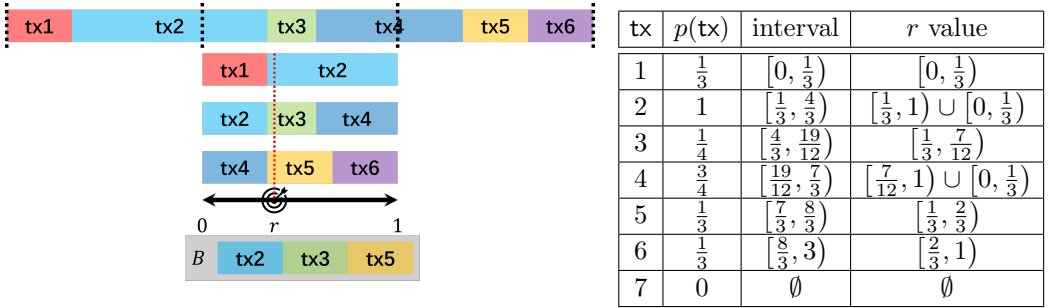 tx1 tx2 tx3 tx4 tx5 tx6
tx1 tx2
tx2 tx3 tx4
tx4 tx5 tx6
0 r 1
B tx2 tx3 tx5
tx p(tx) interval r value
1 1/3 [0, 1/3) [0, 1/3)
2 1 [1/3, 4/3) [1/3, 1) ∪ [0, 1/3)
3 1/4 [4/3, 19/12) [1/3, 7/12)
4 3/4 [19/12, 7/3) [7/12, 1) ∪ [0, 1/3)
5 1/3 [7/3, 8/3) [1/3, 2/3)
6 1/3 [8/3, 3) [2/3, 1)
7 0 ∅ ∅